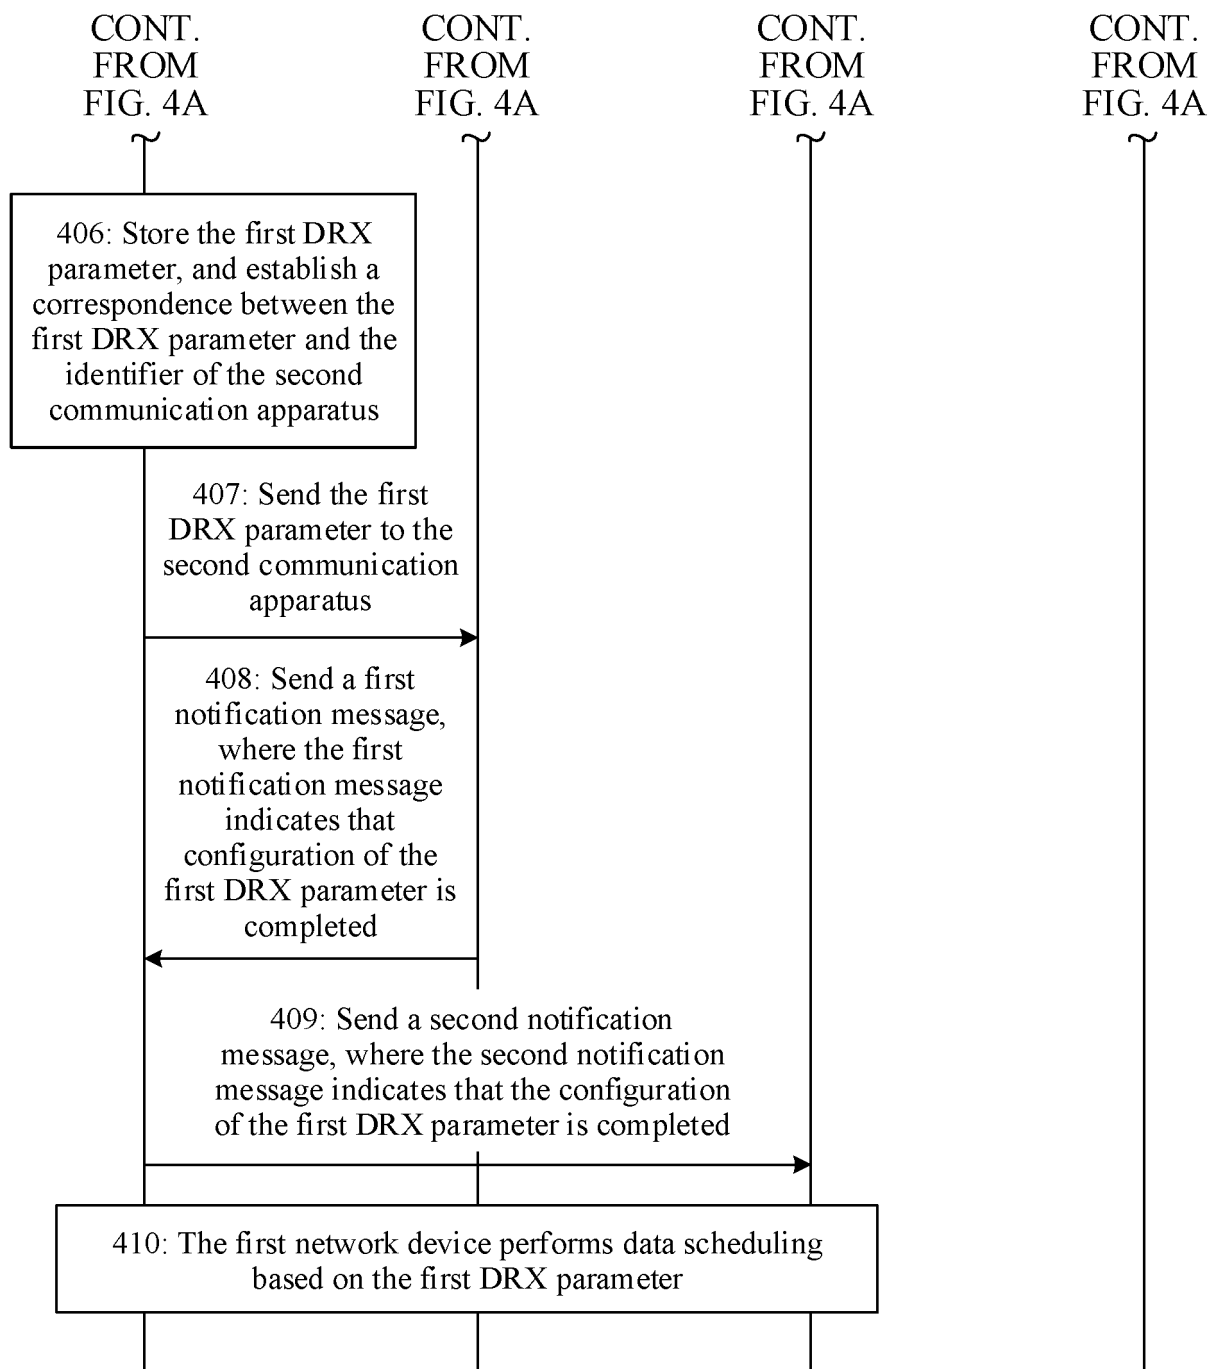 CONT.
FROM
FIG. 4A
CONT.
FROM
FIG. 4A
CONT.
FROM
FIG. 4A
CONT.
FROM
FIG. 4A
406: Store the first DRX
parameter, and establish a
correspondence between the
first DRX parameter and the
identifier of the second
communication apparatus
407: Send the first
DRX parameter to the
second communication
apparatus
408: Send a first
notification message,
where the first
notification message
indicates that
configuration of the
first DRX parameter is
completed
409: Send a second notification
message, where the second notification
message indicates that the configuration
of the first DRX parameter is completed
410: The first network device performs data scheduling
based on the first DRX parameter